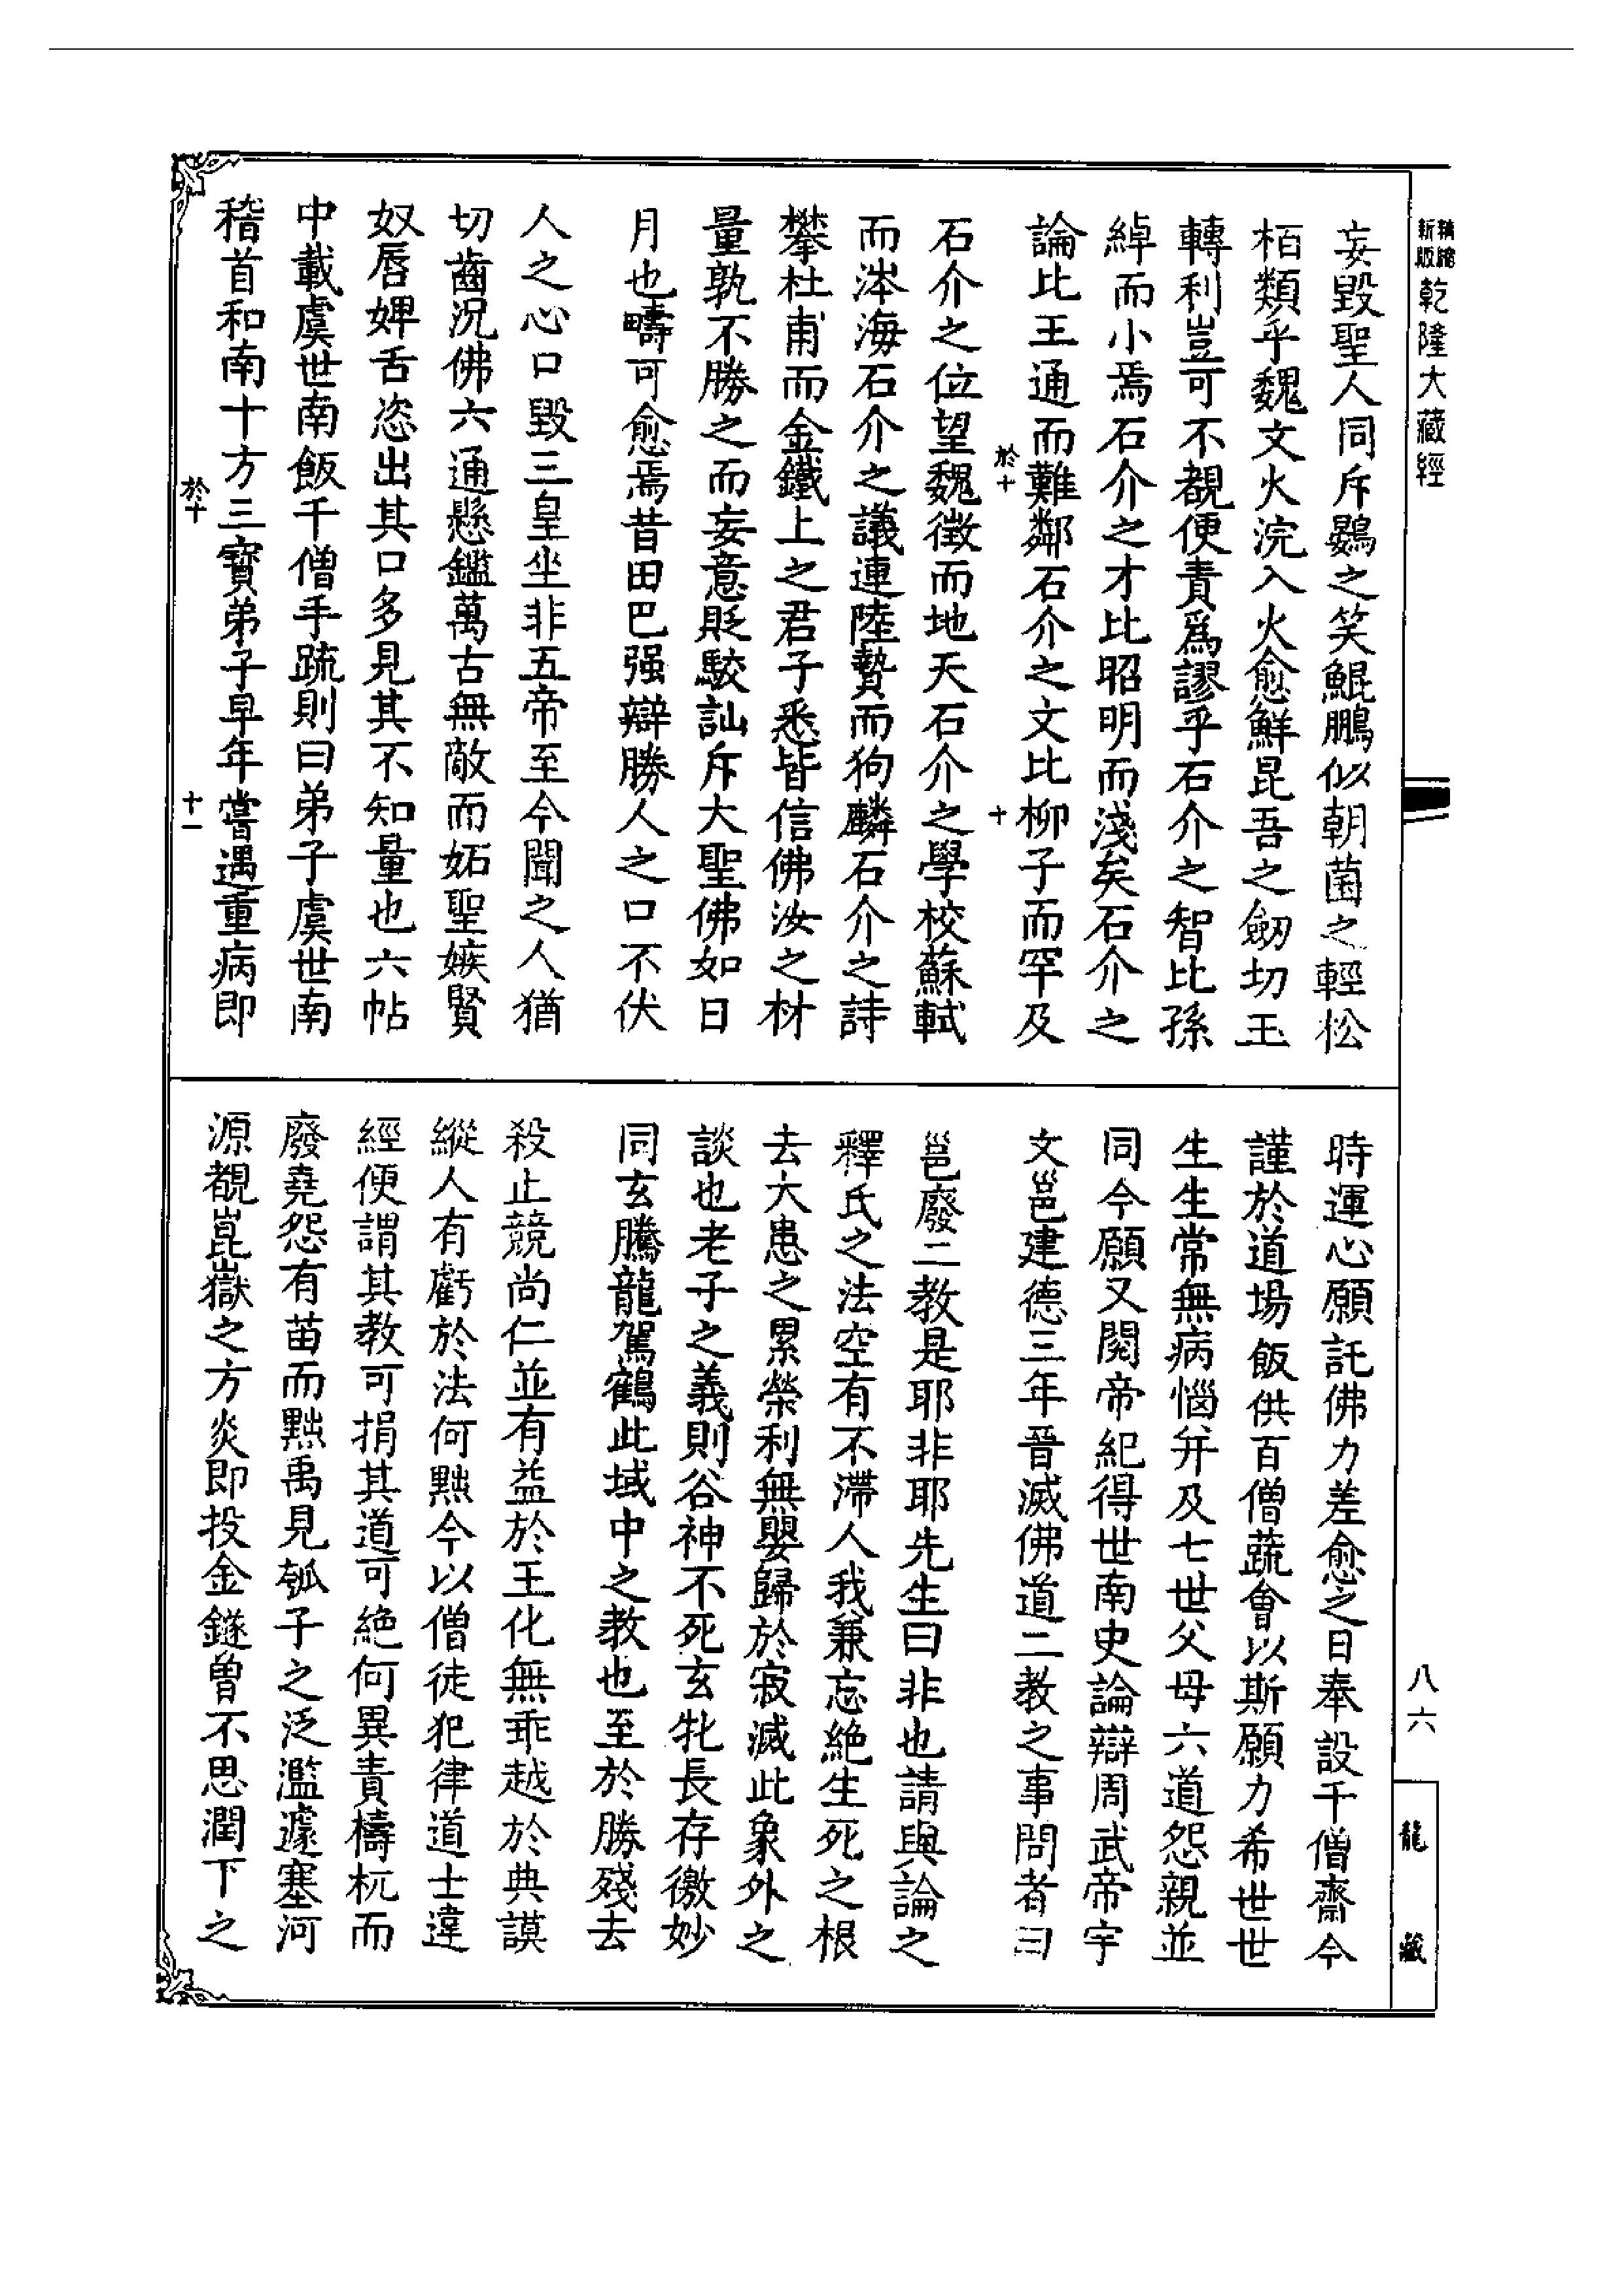 精縮新版乾隆大藏經
妄毀聖人同斥鷃之笑鯤鵬似朝菌之輕松
栢類乎魏文火浣入火愈鮮昆吾之劒切玉
轉利豈可不覩便責爲謬乎石介之智比孫
綽而小焉石介之才比昭明而淺矣石介之
論比王通而難鄰石介之文比柳子而罕及
於十
十
石介之位望魏徴而地天石介之學校蘇軾
而泍海石介之議連陸贄而狗麟石介之詩
攀杜甫而金鐵上之君子悉皆信佛汝之材
量孰不勝之而妄意貶駮訕斥大聖佛如日
月也疇可愈焉昔田巴强辯勝人之口不伏
人之心口毀三皇坐非五帝至今聞之人猶
切齒況佛六通懸鑑萬古無敵而妬聖嫉賢
奴唇婢舌恣出其口多見其不知量也六帖
中載虞世南飯千僧手疏則曰弟子虞世南
稽首和南十方三寳弟子早年嘗遇重病即
於十
十一
時運心願託佛力差愈之日奉設千僧齋今
謹於道場飯供百僧蔬會以斯願力希世世
生生常無病惱并及七世父母六道怨親並
同今願又閱帝紀得世南史論辯周武帝宇
文邕建德三年普滅佛道二教之事問者曰
邕廢二教是耶非耶先生曰非也請與論之
釋氏之法空有不滯人我兼忘絶生死之根
去大患之累榮利無嬰歸於寂滅此象外之
談也老子之義則谷神不死玄牝長存徼妙
同玄騰龍駕鶴此域中之教也至於勝殘去
殺止競尚仁並有益於王化無乖越於典謨
縱人有虧於法何黜今以僧徒犯律道士違
經便謂其教可捐其道可絶何異責檮杌而
廢堯怨有苗而黜禹見瓠子之泛濫遽塞河
源覩崑嶽之方炎即投金鐩曾不思潤下之
八六
龍藏